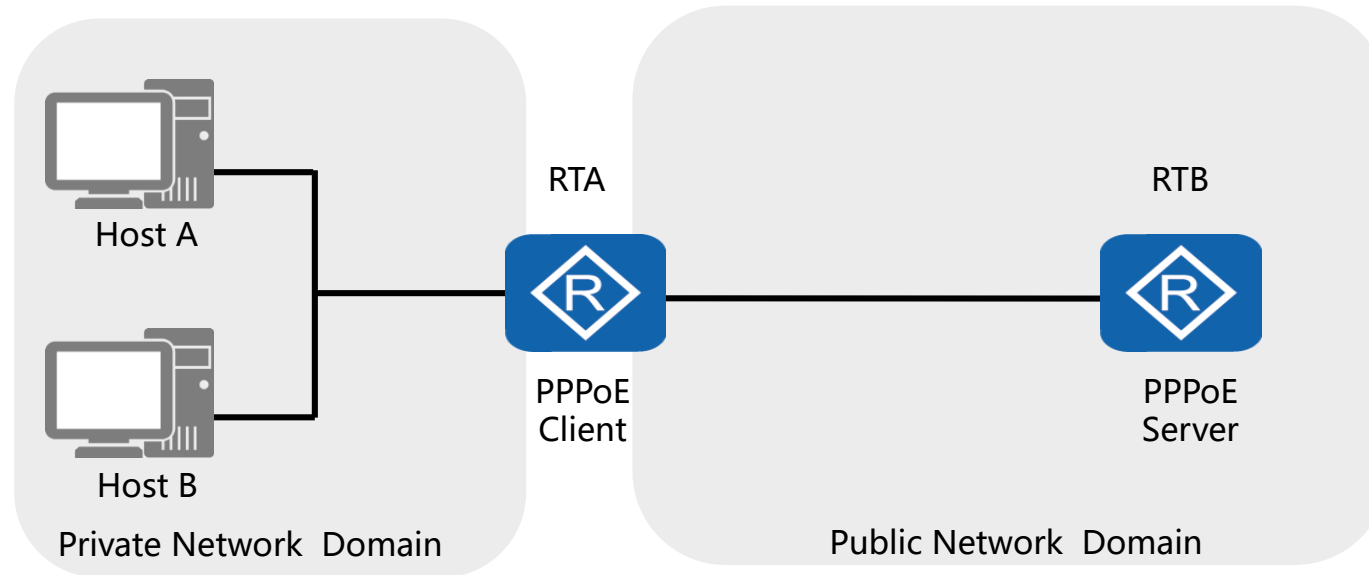 Host A
Host B
Private Network Domain
RTA
R
PPPoE
Client
RTB
R
PPPoE
Server
Public Network Domain